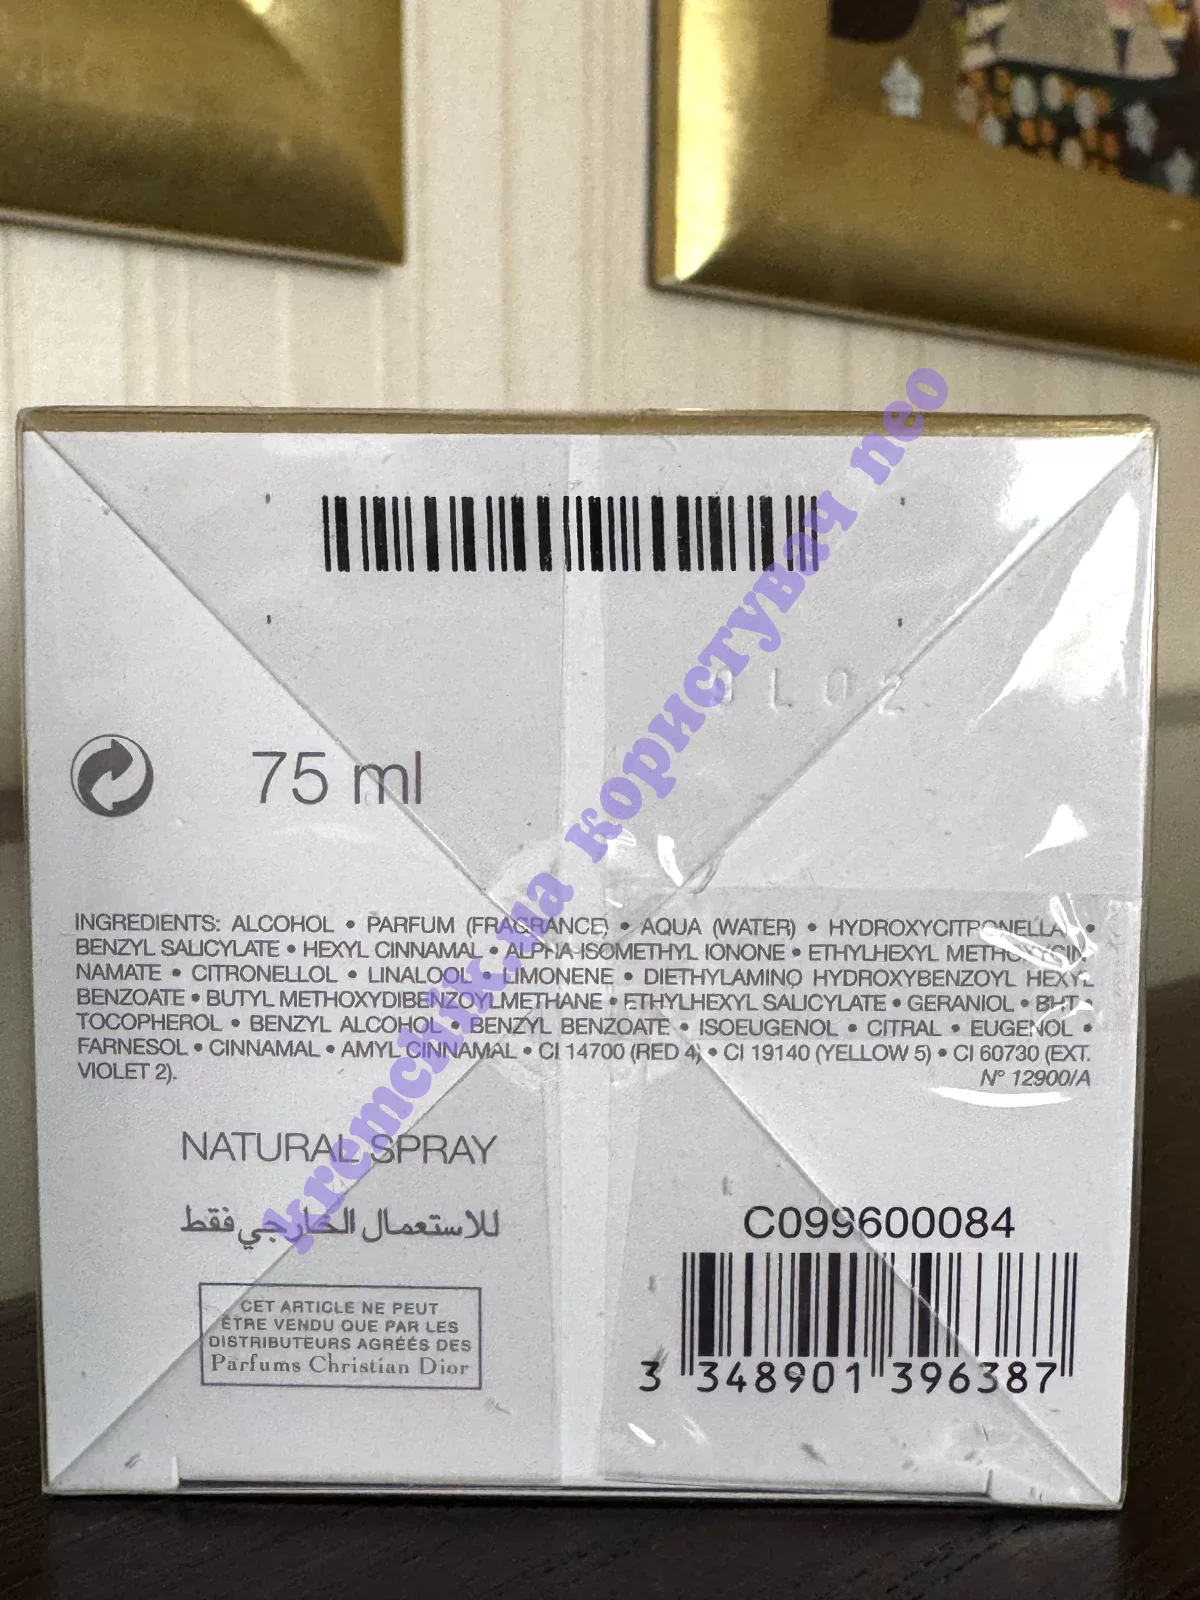 75 ml
INGREDIENTS: ALCOHOL • PARFUM (FRAGRANCE) • AQUA (WATER) • HYDROXYCITRONELLAL •
BENZYL SALICYLATE • HEXYL CINNAMAL • ALPHA-ISOMETHYL IONONE • ETHYLHEXYL METHOXYCIN
NAMATE • CITRONELLOL • LINALOOL • LIMONENE • DIETHYLAMINO HYDROXYBENZOYL HEXYL
BENZOATE • BUTYL METHOXYDIBENZOYLMETHANE • ETHYLHEXYL SALICYLATE • GERANIOL • BHT •
TOCOPHEROL • BENZYL ALCOHOL • BENZYL BENZOATE • ISOEUGENOL • CITRAL • EUGENOL •
FARNESOL • CINNAMAL • AMYL CINNAMAL • CI 14700 (RED 4) • CI 19140 (YELLOW 5) • CI 60730 (EXT.
VIOLET 2).
N° 12900/A
NATURAL SPRAY
للاستعمال الخارجي فقط
CET ARTICLE NE PEUT
ÊTRE VENDU QUE PAR LES
DISTRIBUTEURS AGRÉÉS DES
Parfums Christian Dior
C099600084
3 348901 396387
kremchik.ua користувач neo